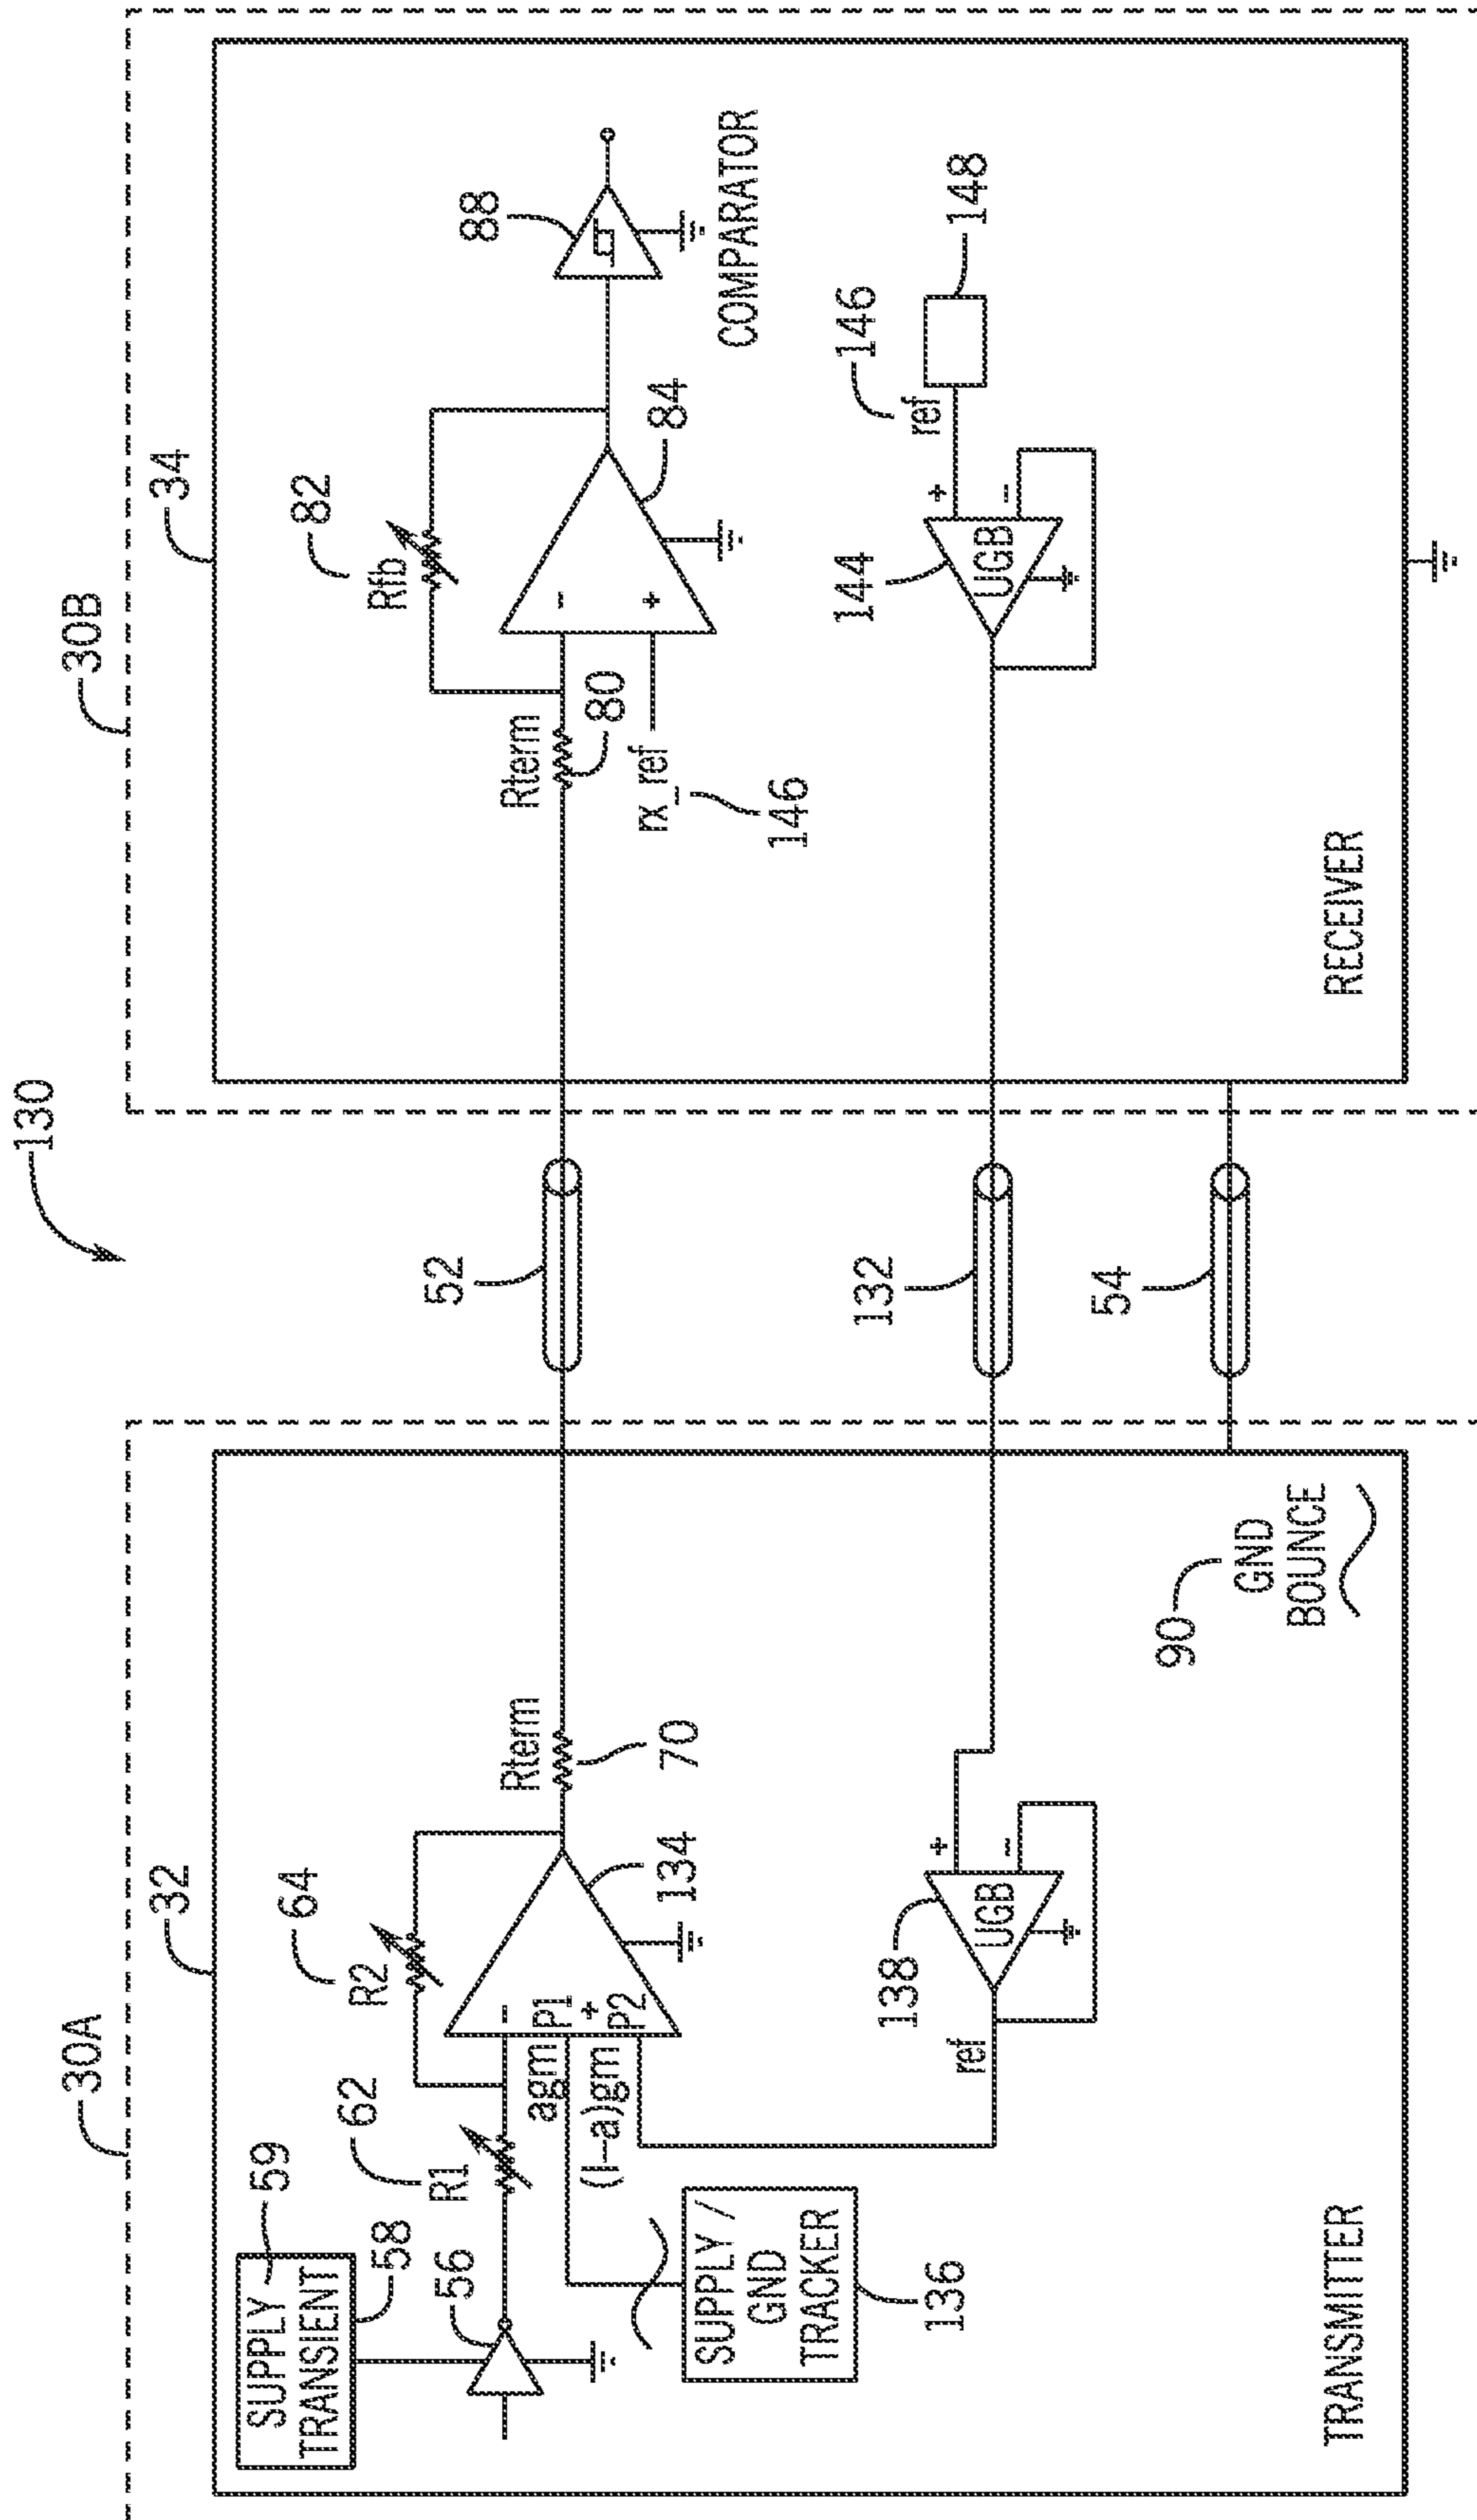 130
30A
30B
32
34
SUPPLY
TRANSIENT
59
58
56
62
R1
64
R2
agm
P1
+
(I–a)gm
P2
–
134
Rterm
70
SUPPLY /
GND
TRACKER
136
138
UGB
+
–
ref
90
GND
BOUNCE
TRANSMITTER
52
132
54
Rterm
80
82
Rfb
–
+
84
rx_ref
146
88
COMPARATOR
144
UGB
+
–
ref
146
148
RECEIVER